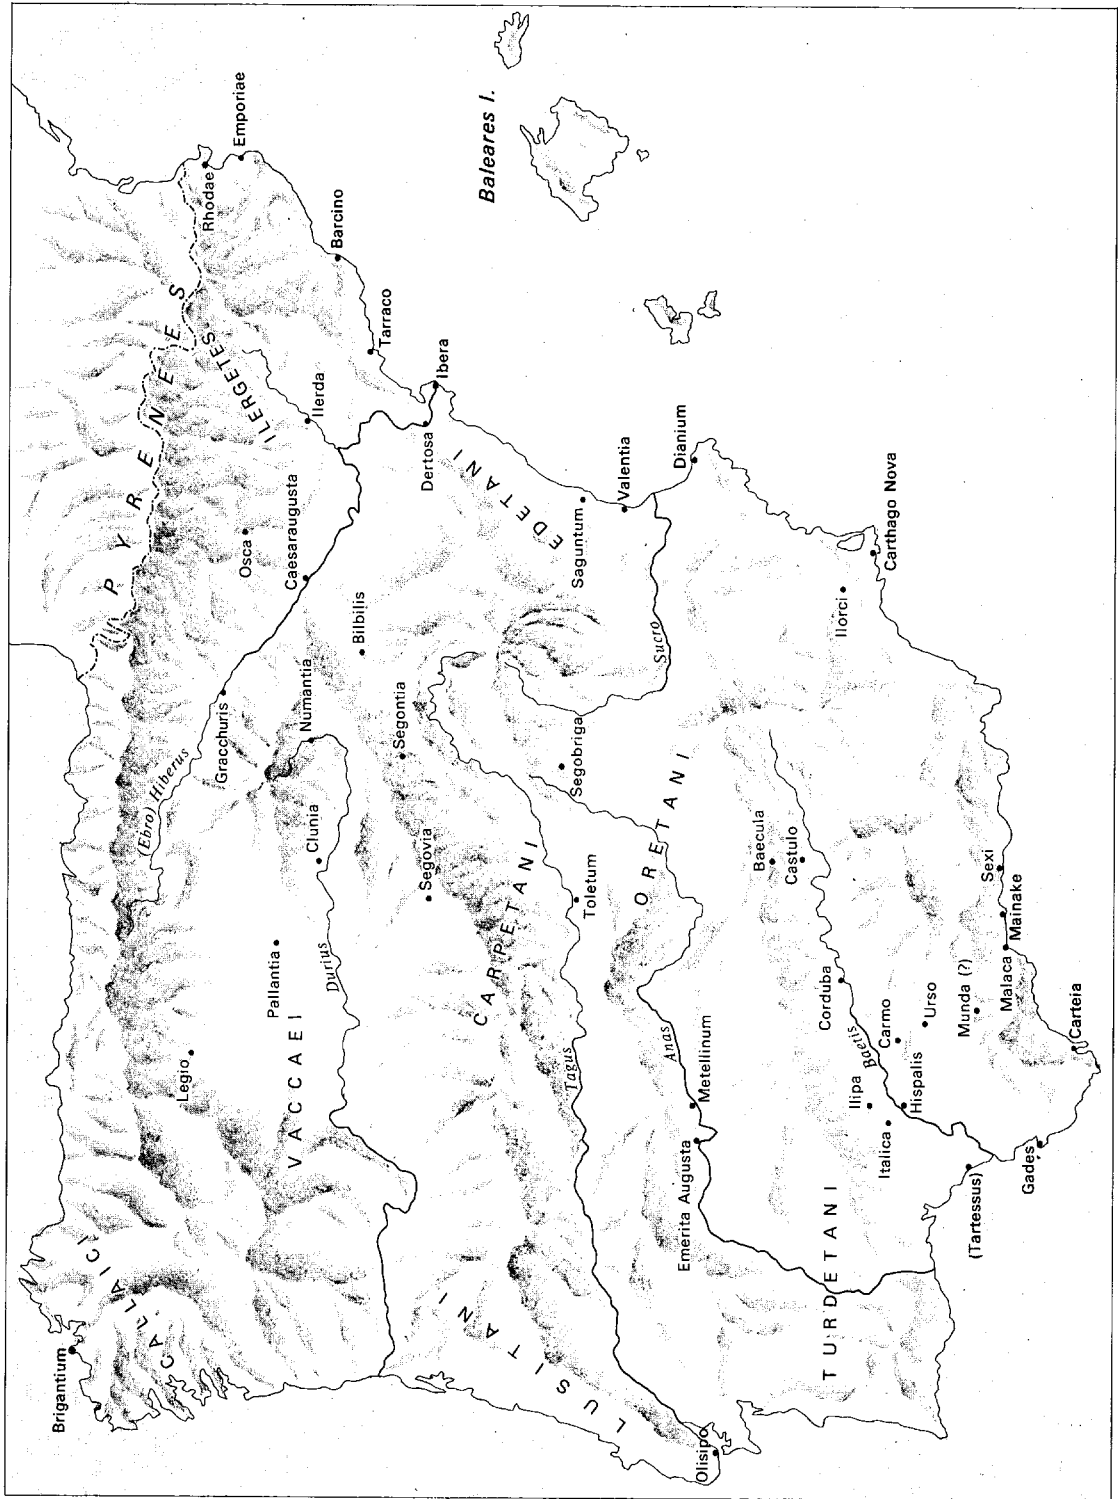 PYRENEES
Emporiae
Rhodae
ILERGETES
Barcino
Tarraco
Ilerda
Ibera
Dertosa
Baleares I.
Osca
Caesaraugusta
EDETANI
Saguntum
Valentia
Dianium
Bilbilis
Numantia
Gracchuris
(Ebro) Hiberus
Segontia
Segobriga
Sucro
Ilorci
Carthago Nova
Clunia
Segovia
CARPETANI
Toletum
ORETANI
Baecula
Castulo
Sexi
Mainake
Malaca
Munda (?)
Pallantia
Durius
Legio
VACCAEI
Tagus
Anas
Metellinum
Corduba
Baetis
Carmo
Urso
Carteia
Ilipa
Hispalis
Italica
Gades
(Tartessus)
Emerita Augusta
TURDETANI
Brigantium
CALLAICI
LUSITANI
Olisipo